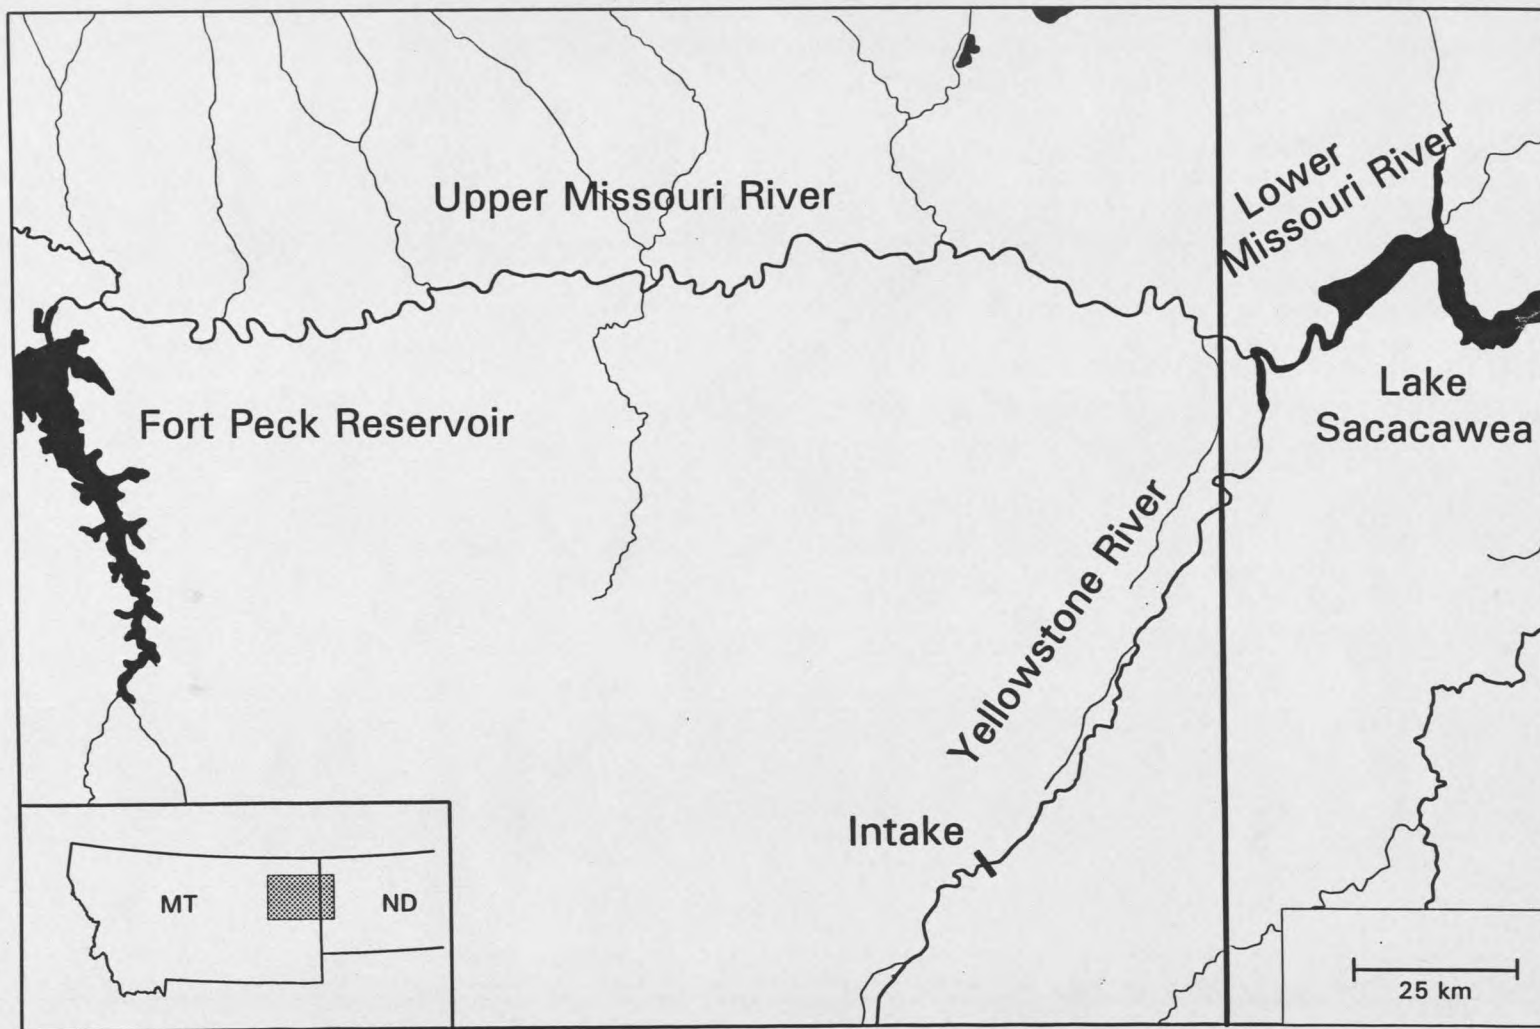 Upper Missouri River
Lower
Missouri River
Fort Peck Reservoir
Lake
Sacacawea
Yellowstone River
Intake
MT
ND
25 km